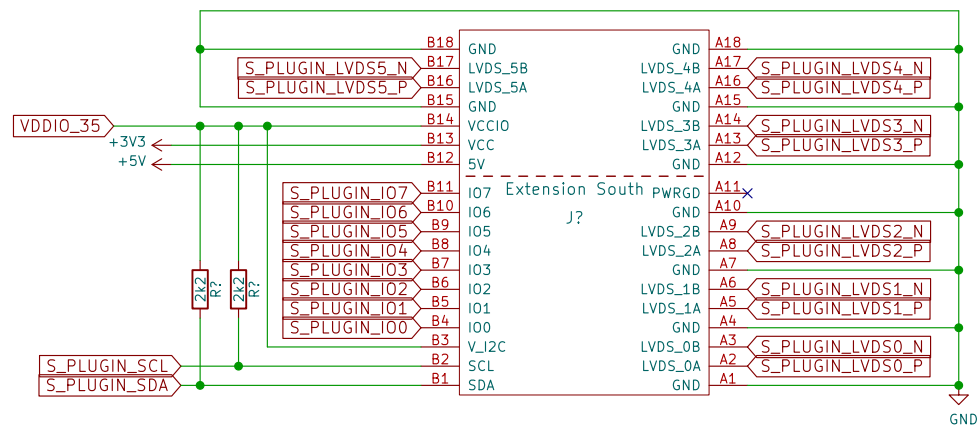 B18 GND GND A18
S_PLUGIN_LVDS5_N B17 LVDS_5B LVDS_4B A17 S_PLUGIN_LVDS4_N
S_PLUGIN_LVDS5_P B16 LVDS_5A LVDS_4A A16 S_PLUGIN_LVDS4_P
B15 GND GND A15
VDDIO_35 B14 VCCIO LVDS_3B A14 S_PLUGIN_LVDS3_N
+3V3 B13 VCC LVDS_3A A13 S_PLUGIN_LVDS3_P
+5V B12 5V GND A12
Extension South
S_PLUGIN_IO7 B11 IO7 PWRGD A11
S_PLUGIN_IO6 B10 IO6 GND A10
J?
S_PLUGIN_IO5 B9 IO5 LVDS_2B A9 S_PLUGIN_LVDS2_N
S_PLUGIN_IO4 B8 IO4 LVDS_2A A8 S_PLUGIN_LVDS2_P
S_PLUGIN_IO3 B7 IO3 GND A7
2k2 R? 2k2 R?
S_PLUGIN_IO2 B6 IO2 LVDS_1B A6 S_PLUGIN_LVDS1_N
S_PLUGIN_IO1 B5 IO1 LVDS_1A A5 S_PLUGIN_LVDS1_P
S_PLUGIN_IO0 B4 IO0 GND A4
B3 V_I2C LVDS_0B A3 S_PLUGIN_LVDS0_N
S_PLUGIN_SCL B2 SCL LVDS_0A A2 S_PLUGIN_LVDS0_P
S_PLUGIN_SDA B1 SDA GND A1
GND